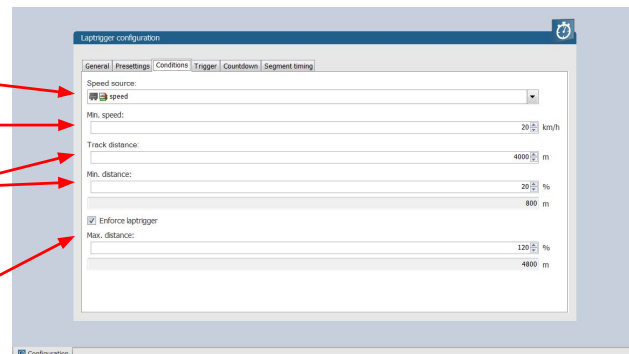 Laptrigger configuration
General Presettings Conditions Trigger Countdown Segment timing
Speed source:
speed
Min. speed:
20 km/h
Track distance:
4000 m
Min. distance:
20 %
800 m
Enforce laptrigger
Max. distance:
120 %
4800 m
Configuration